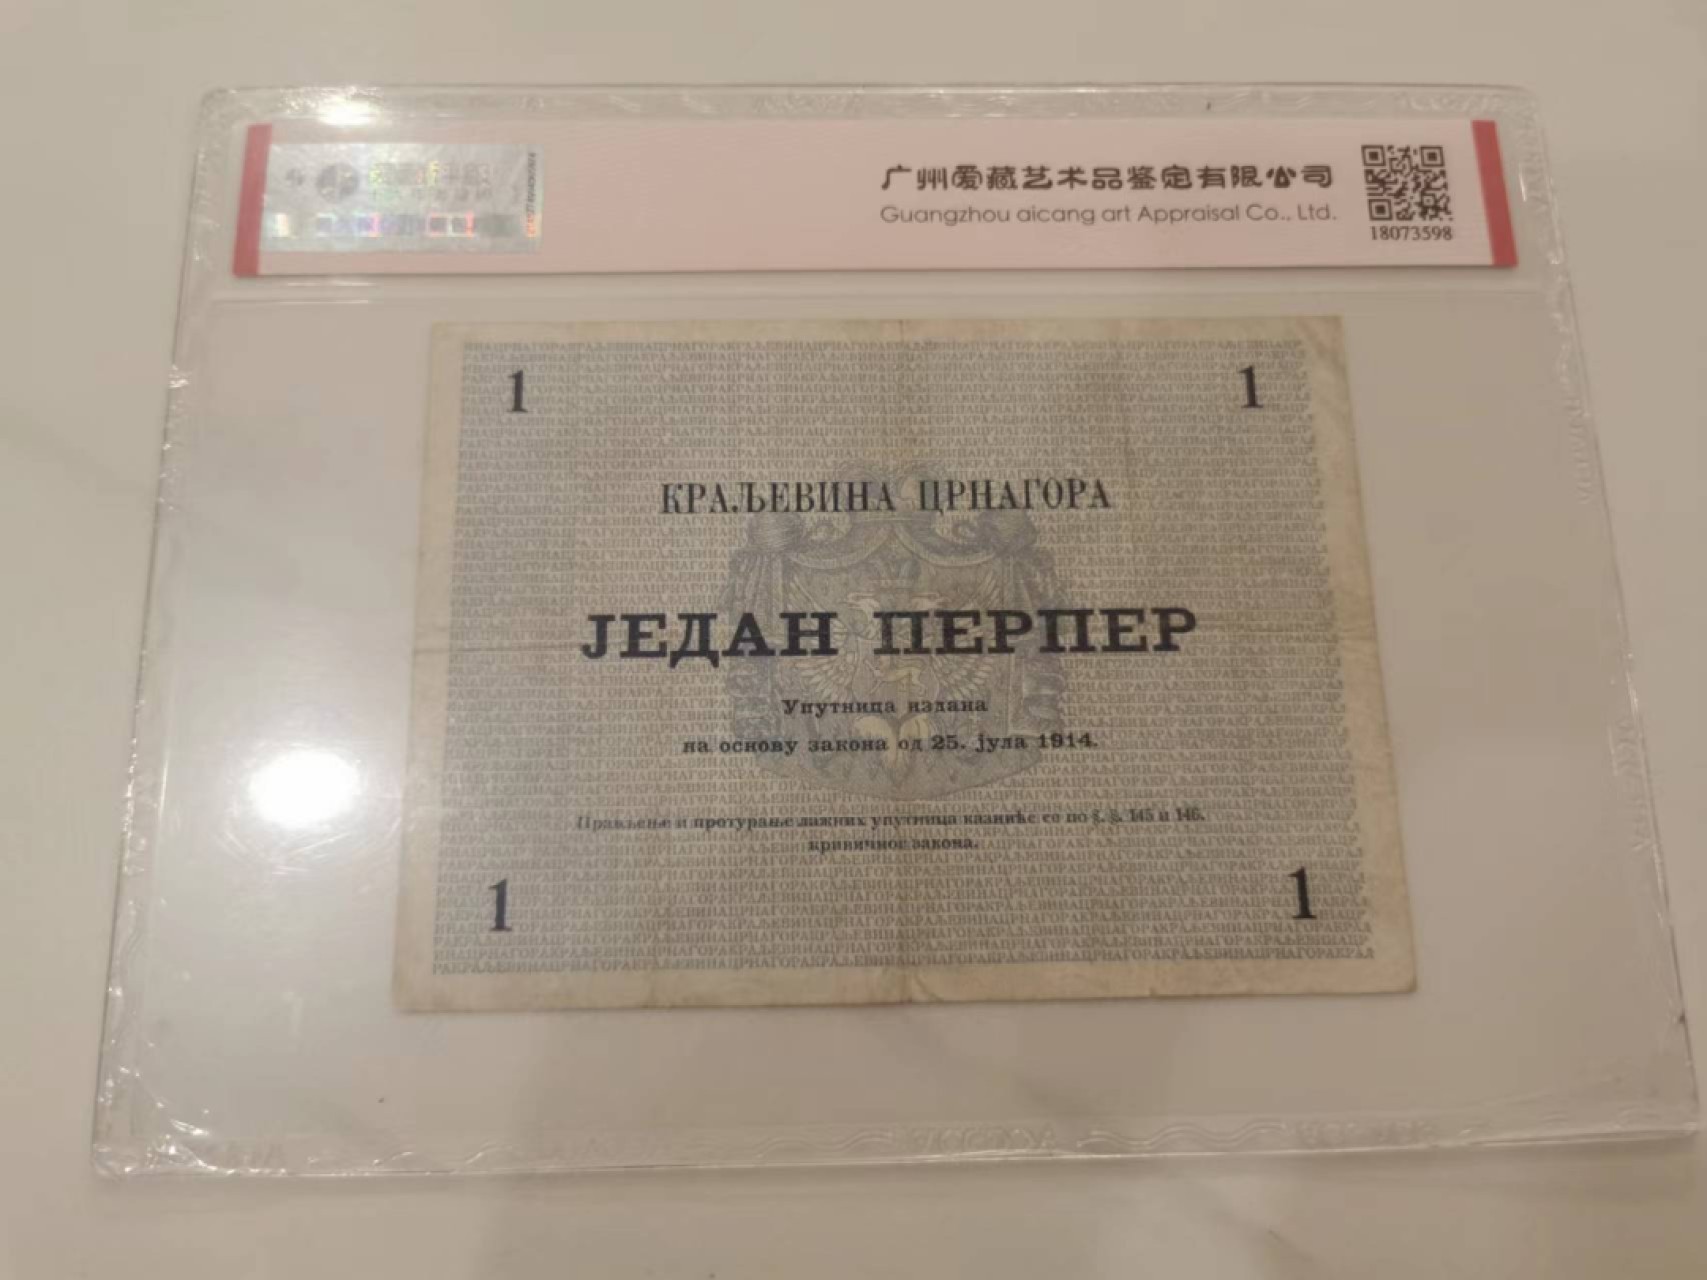 广州爱藏艺术品鉴定有限公司
Guangzhou aicang art Appraisal Co., Ltd.
18073598
1 1
КРАЉЕВИНА ЦРНАГОРА
ЈЕДАН ПЕРПЕР
Упутница издана
на основу закона од 25. јула 1914.
Прављење и протурање лажних упутница казниће се по §. §. 145 и 146.
кривичног закона.
1 1